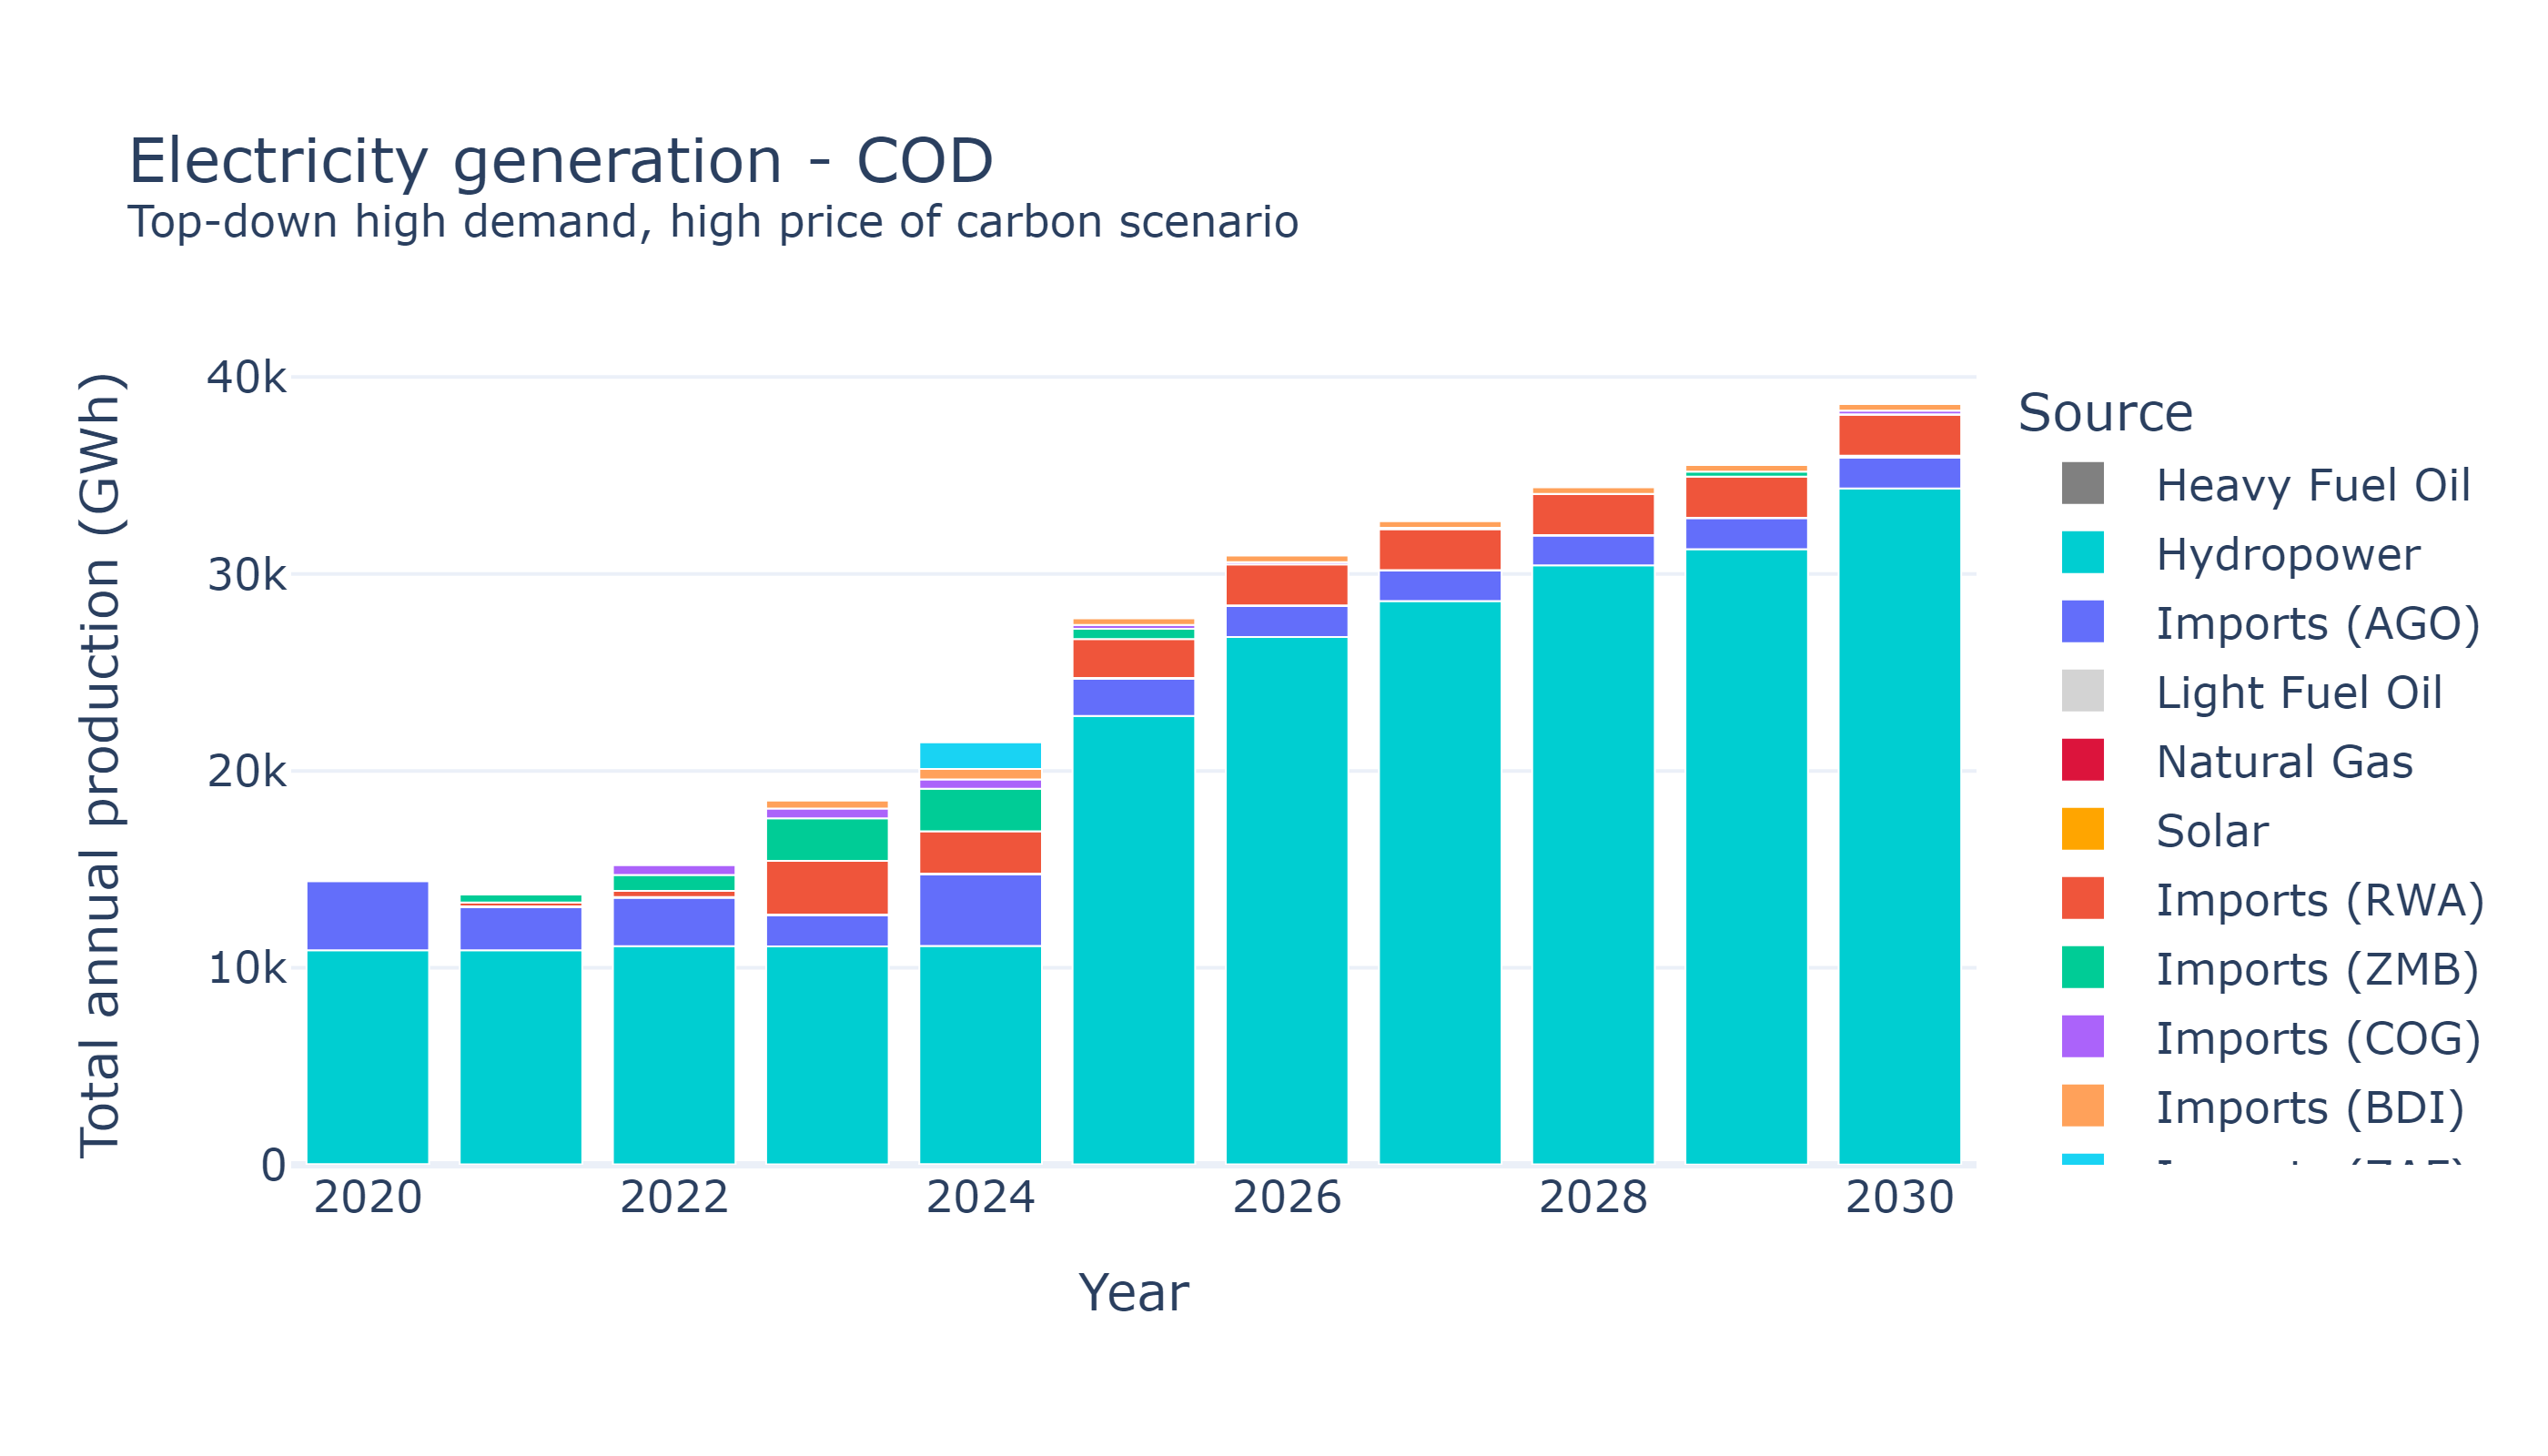 Electricity generation - COD
Top-down high demand, high price of carbon scenario
Total annual production (GWh)
40k
30k
20k
10k
0
2020
2022
2024
2026
2028
2030
Year
Source
Heavy Fuel Oil
Hydropower
Imports (AGO)
Light Fuel Oil
Natural Gas
Solar
Imports (RWA)
Imports (ZMB)
Imports (COG)
Imports (BDI)